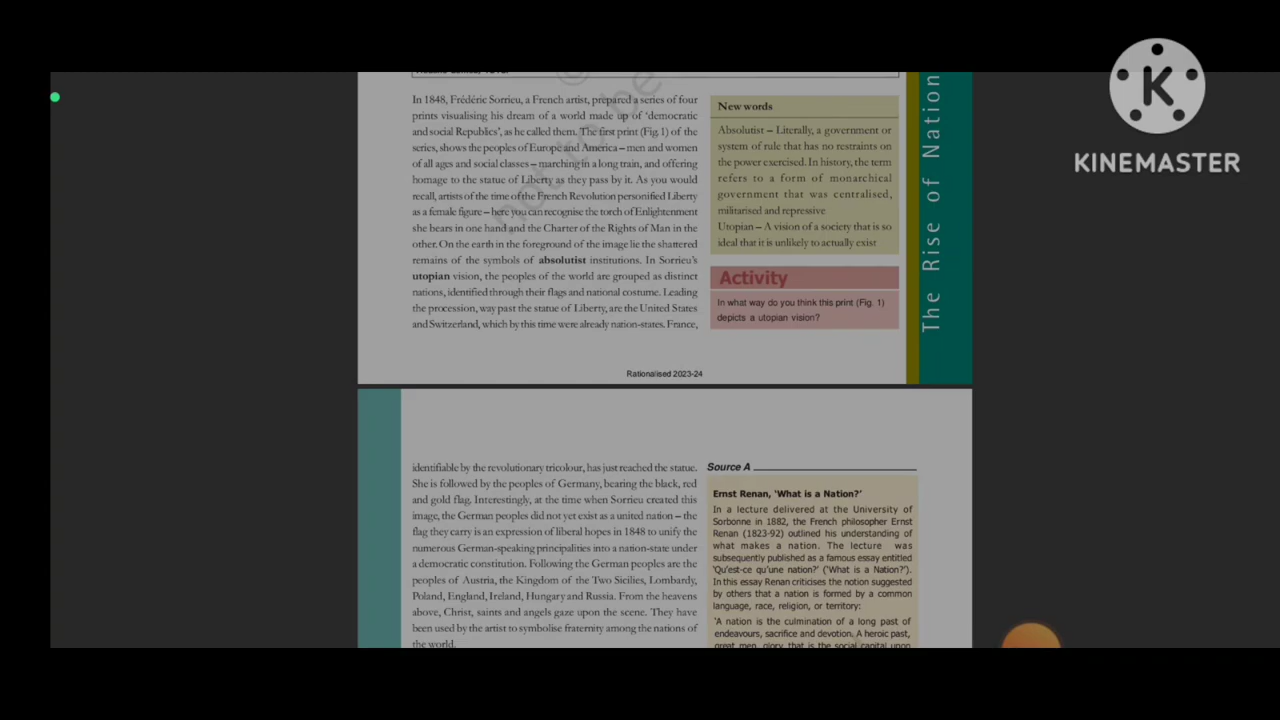 KINEMASTER
In 1848, Frédéric Sorrieu, a French artist, prepared a series of four
prints visualising his dream of a world made up of ‘democratic
and social Republics’, as he called them. The first print (Fig. 1) of the
series, shows the peoples of Europe and America – men and women
of all ages and social classes – marching in a long train, and offering
homage to the statue of Liberty as they pass by it. As you would
recall, artists of the time of the French Revolution personified Liberty
as a female figure – here you can recognise the torch of Enlightenment
she bears in one hand and the Charter of the Rights of Man in the
other. On the earth in the foreground of the image lie the shattered
remains of the symbols of absolutist institutions. In Sorrieu’s
utopian vision, the peoples of the world are grouped as distinct
nations, identified through their flags and national costume. Leading
the procession, way past the statue of Liberty, are the United States
and Switzerland, which by this time were already nation-states. France,
New words
Absolutist – Literally, a government or
system of rule that has no restraints on
the power exercised. In history, the term
refers to a form of monarchical
government that was centralised,
militarised and repressive
Utopian – A vision of a society that is so
ideal that it is unlikely to actually exist
Activity
In what way do you think this print (Fig. 1)
depicts a utopian vision?
The Rise of Nation
not to be
Rationalised 2023-24
identifiable by the revolutionary tricolour, has just reached the statue.
She is followed by the peoples of Germany, bearing the black, red
and gold flag. Interestingly, at the time when Sorrieu created this
image, the German peoples did not yet exist as a united nation – the
flag they carry is an expression of liberal hopes in 1848 to unify the
numerous German-speaking principalities into a nation-state under
a democratic constitution. Following the German peoples are the
peoples of Austria, the Kingdom of the Two Sicilies, Lombardy,
Poland, England, Ireland, Hungary and Russia. From the heavens
above, Christ, saints and angels gaze upon the scene. They have
been used by the artist to symbolise fraternity among the nations of
the world.
Source A
Ernst Renan, ‘What is a Nation?’
In a lecture delivered at the University of
Sorbonne in 1882, the French philosopher Ernst
Renan (1823-92) outlined his understanding of
what makes a nation. The lecture was
subsequently published as a famous essay entitled
‘Qu’est-ce qu’une nation?’ (‘What is a Nation?’).
In this essay Renan criticises the notion suggested
by others that a nation is formed by a common
language, race, religion, or territory:
‘A nation is the culmination of a long past of
endeavours, sacrifice and devotion. A heroic past,
great men, glory, that is the social capital upon